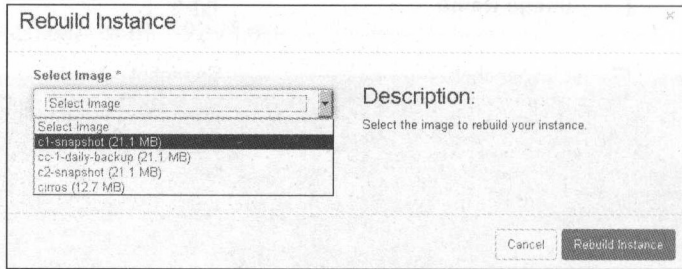 Rebuild Instance
×
Select Image *
Select Image
Select Image
c1-snapshot (21.1 MB)
cc-1-daily-backup (21.1 MB)
c2-snapshot (21.1 MB)
cirros (12.7 MB)
Description:
Select the image to rebuild your instance.
Cancel
Rebuild Instance